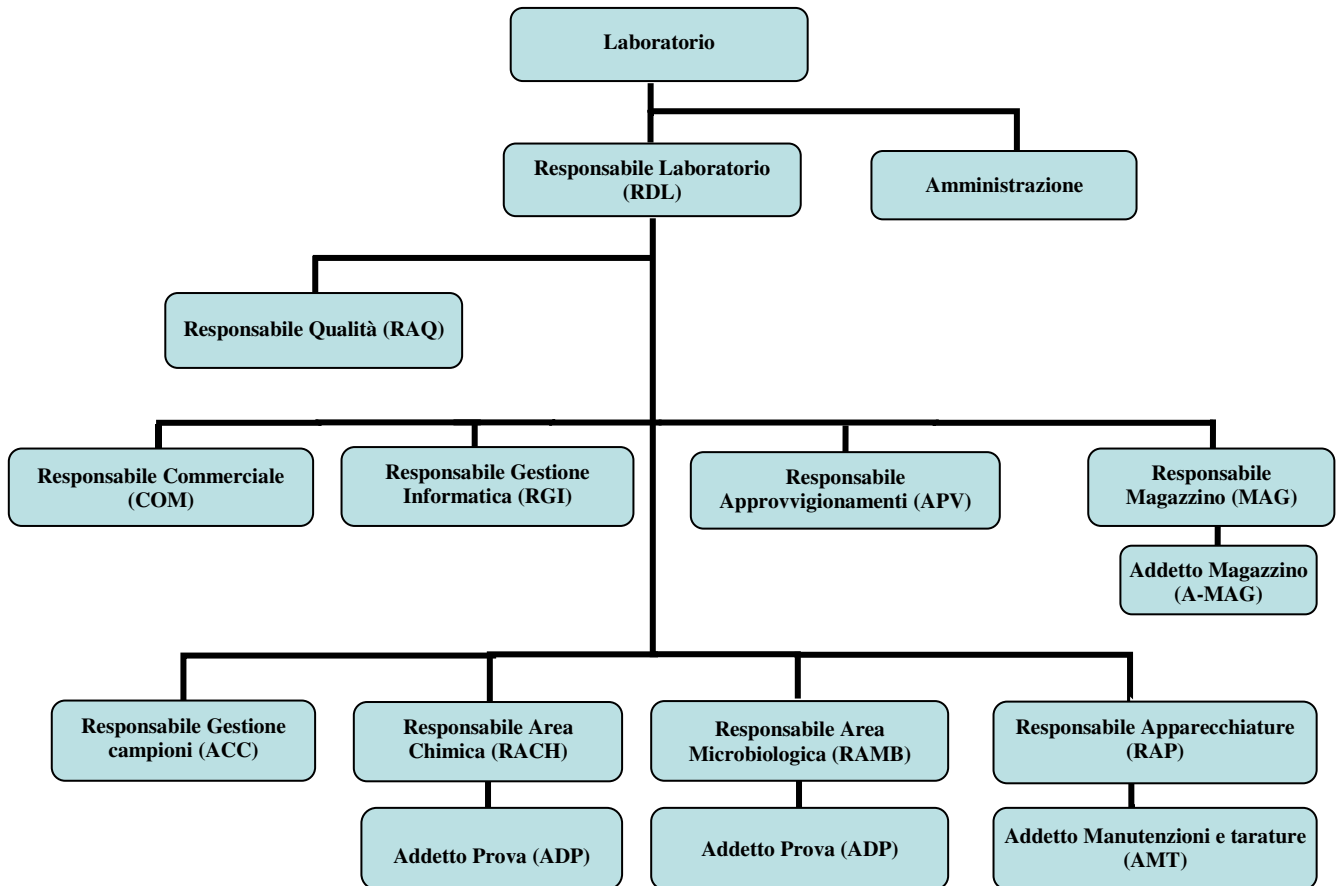 Laboratorio
Responsabile Laboratorio
(RDL)
Amministrazione
Responsabile Qualità (RAQ)
Responsabile Commerciale
(COM)
Responsabile Gestione
Informatica (RGI)
Responsabile
Approvvigionamenti (APV)
Responsabile
Magazzino (MAG)
Addetto Magazzino
(A-MAG)
Responsabile Gestione
campioni (ACC)
Responsabile Area
Chimica (RACH)
Responsabile Area
Microbiologica (RAMB)
Responsabile Apparecchiature
(RAP)
Addetto Prova (ADP)
Addetto Prova (ADP)
Addetto Manutenzioni e tarature
(AMT)